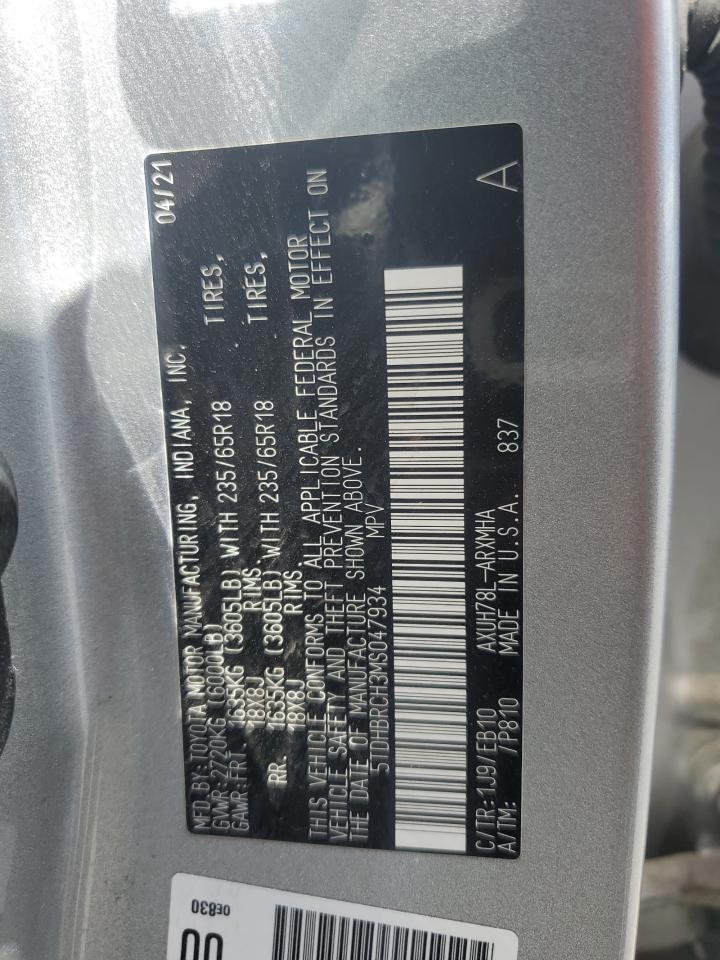 MFD.BY:TOYOTA MOTOR MANUFACTURING, INDIANA, INC. 04/21
GVWR:2720KG (6000LB)
GAWR:FR. 1635KG (3605LB) WITH 235/65R18 TIRES,
18X8J RIMS.
RR. 1635KG (3605LB) WITH 235/65R18 TIRES,
18X8J RIMS.
THIS VEHICLE CONFORMS TO ALL APPLICABLE FEDERAL MOTOR
VEHICLE SAFETY AND THEFT PREVENTION STANDARDS IN EFFECT ON
THE DATE OF MANUFACTURE SHOWN ABOVE.
5TDHBRCH3MS047934 MPV
C/TR:1J9/EB10 AXUH78L-ARXMHA
A/TM: /P810 MADE IN U.S.A. 837 A
0E830